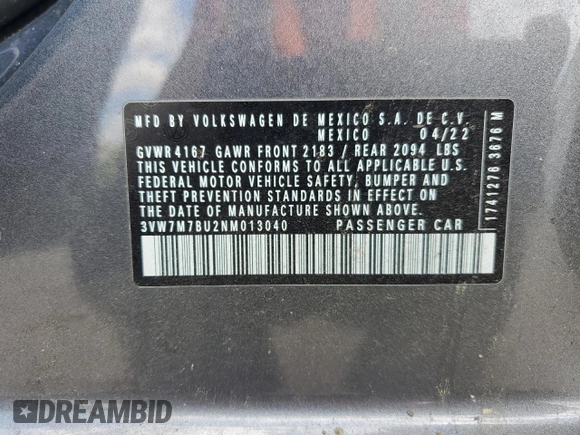 MFD BY VOLKSWAGEN DE MEXICO S.A. DE C.V.
MEXICO 04/22
GVWR 4167 GAWR FRONT 2183 / REAR 2094 LBS
THIS VEHICLE CONFORMS TO ALL APPLICABLE U.S.
FEDERAL MOTOR VEHICLE SAFETY, BUMPER AND
THEFT PREVENTION STANDARDS IN EFFECT ON
THE DATE OF MANUFACTURE SHOWN ABOVE.
3VW7M7BU2NM013040 PASSENGER CAR
1741276 3676 M
DREAMBID